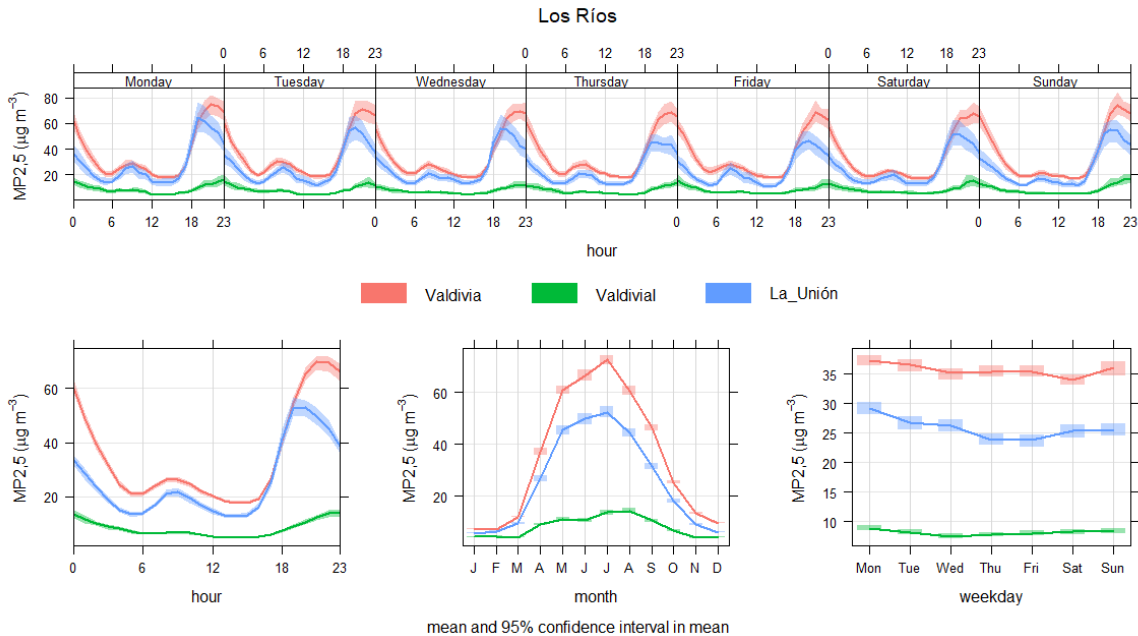 Los Ríos
0 6 12 18 23 0 6 12 18 23 0 6 12 18 23
Monday Tuesday Wednesday Thursday Friday Saturday Sunday
MP2,5 (µg m⁻³)
80
60
40
20
0 6 12 18 23 0 6 12 18 23 0 6 12 18 23 0 6 12 18 23
hour
Valdivia Valdivial La_Unión
MP2,5 (µg m⁻³)
60
40
20
0 6 12 18 23
hour
MP2,5 (µg m⁻³)
60
40
20
J F M A M J J A S O N D
month
MP2,5 (µg m⁻³)
35
30
25
20
15
10
Mon Tue Wed Thu Fri Sat Sun
weekday
mean and 95% confidence interval in mean